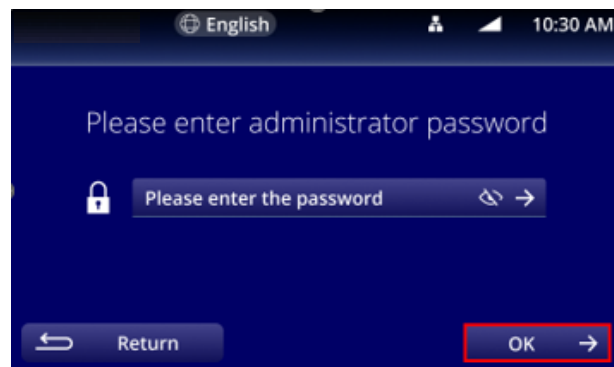 English
10:30 AM
Please enter administrator password
Please enter the password
Return
OK